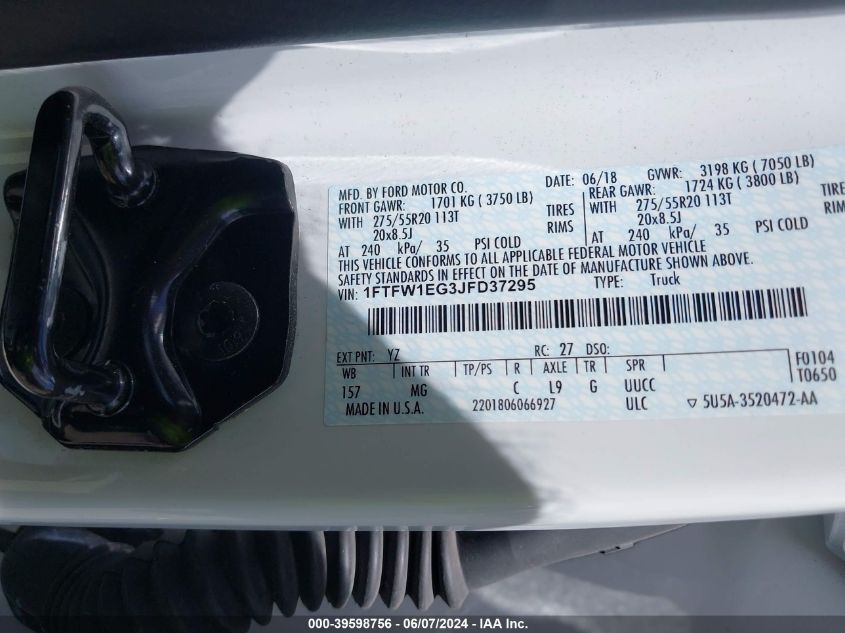 MFD. BY FORD MOTOR CO. DATE: 06/18 GVWR: 3198 KG ( 7050 LB)
FRONT GAWR: 1701 KG ( 3750 LB) REAR GAWR: 1724 KG ( 3800 LB)
WITH 275/55R20 113T TIRES WITH 275/55R20 113T TIRE
20x8.5J RIMS 20x8.5J RIMS
AT 240 kPa/ 35 PSI COLD AT 240 kPa/ 35 PSI COLD
THIS VEHICLE CONFORMS TO ALL APPLICABLE FEDERAL MOTOR VEHICLE
SAFETY STANDARDS IN EFFECT ON THE DATE OF MANUFACTURE SHOWN ABOVE.
VIN: 1FTFW1EG3JFD37295 TYPE: Truck
EXT PNT: YZ RC: 27 DSO:
WB INT TR TP/PS R AXLE TR SPR F0104
157 MG C L9 G UUCC T0650
MADE IN U.S.A. 2201806066927 ULC ▽ 5U5A-3520472-AA
000-39598756 - 06/07/2024 - IAA Inc.